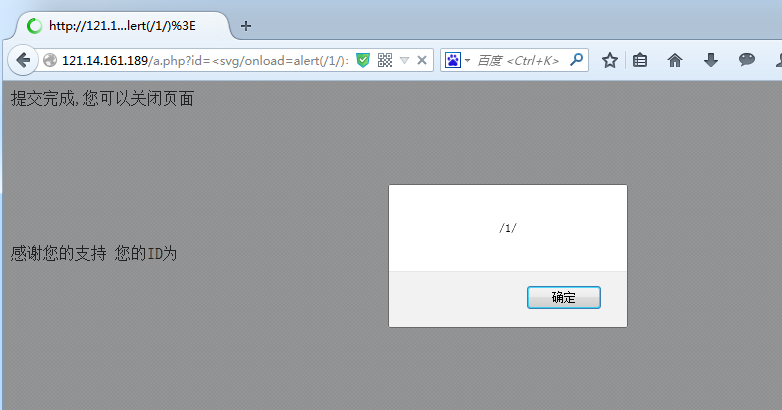 http://121.1...lert(/1/)%3E
121.14.161.189/a.php?id=<svg/onload=alert(/1/):
百度 <Ctrl+K>
提交完成,您可以关闭页面
/1/
感谢您的支持 您的ID为
确定